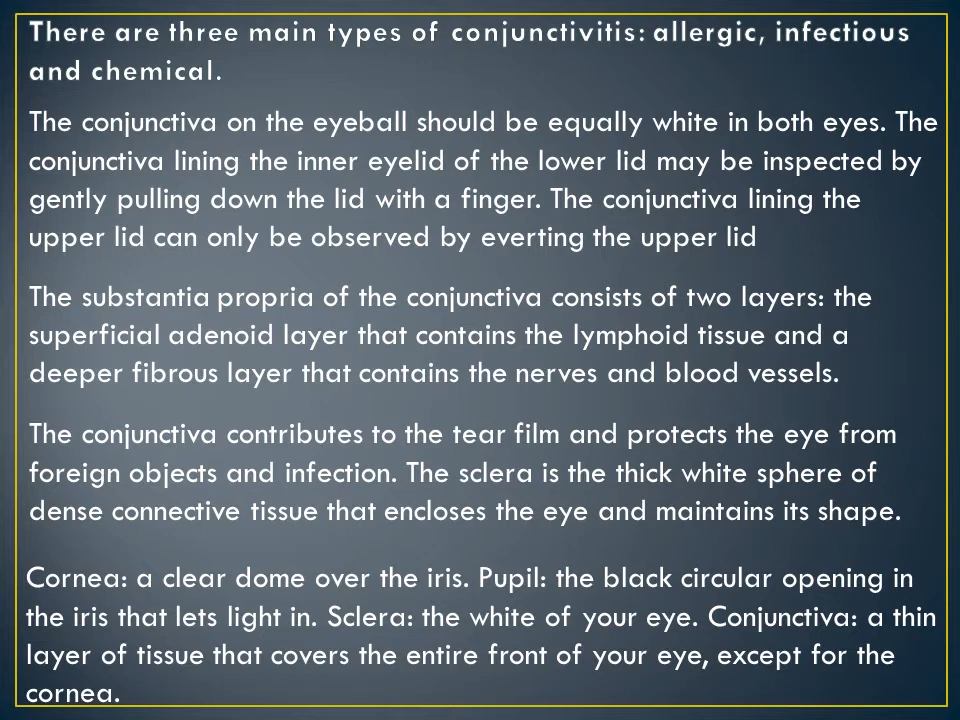 There are three main types of conjunctivitis: allergic, infectious
and chemical.
The conjunctiva on the eyeball should be equally white in both eyes. The
conjunctiva lining the inner eyelid of the lower lid may be inspected by
gently pulling down the lid with a finger. The conjunctiva lining the
upper lid can only be observed by everting the upper lid
The substantia propria of the conjunctiva consists of two layers: the
superficial adenoid layer that contains the lymphoid tissue and a
deeper fibrous layer that contains the nerves and blood vessels.
The conjunctiva contributes to the tear film and protects the eye from
foreign objects and infection. The sclera is the thick white sphere of
dense connective tissue that encloses the eye and maintains its shape.
Cornea: a clear dome over the iris. Pupil: the black circular opening in
the iris that lets light in. Sclera: the white of your eye. Conjunctiva: a thin
layer of tissue that covers the entire front of your eye, except for the
cornea.